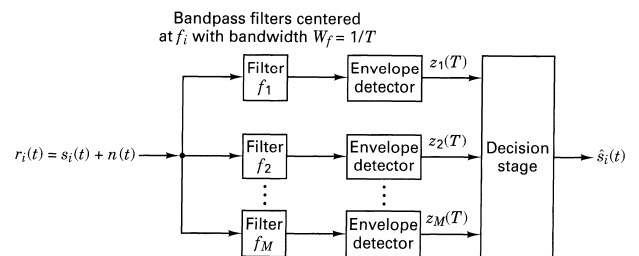 Bandpass filters centered
at f_i with bandwidth W_f = 1/T
Filter
f_1
Envelope
detector
z_1(T)
r_i(t) = s_i(t) + n(t)
Filter
f_2
Envelope
detector
z_2(T)
Decision
stage
ŝ_i(t)
Filter
f_M
Envelope
detector
z_M(T)